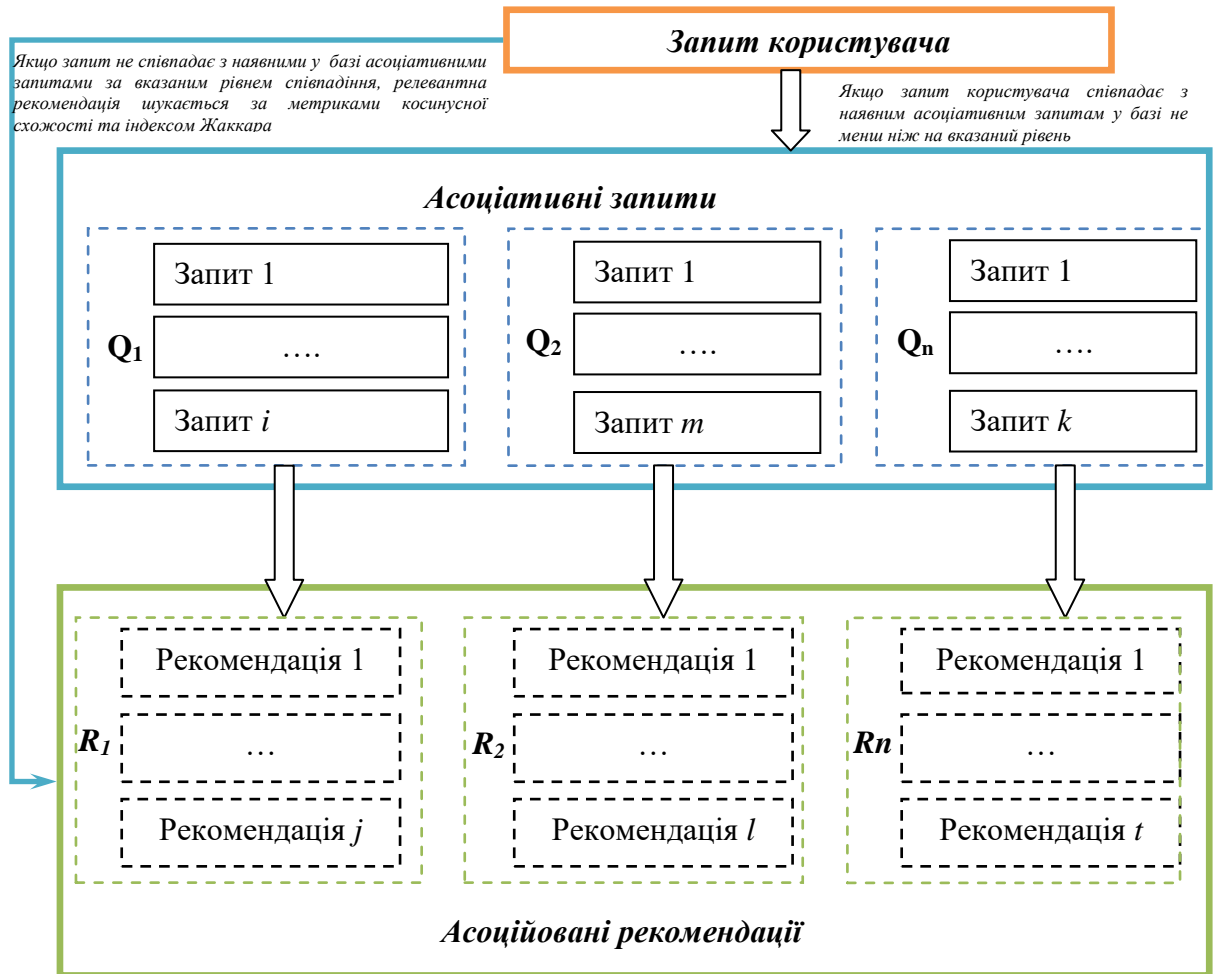 Запит користувача
Якщо запит не співпадає з наявними у базі асоціативними
запитами за вказаним рівнем співпадіння, релевантна
рекомендація шукається за метриками косинусної
схожості та індексом Жаккара
Якщо запит користувача співпадає з
наявним асоціативним запитам у базі не
менш ніж на вказаний рівень
Асоціативні запити
Запит 1
Запит 1
Запит 1
Q1
….
Q2
….
Qn
….
Запит i
Запит m
Запит k
Рекомендація 1
Рекомендація 1
Рекомендація 1
R1
…
R2
…
Rn
…
Рекомендація j
Рекомендація l
Рекомендація t
Асоційовані рекомендації